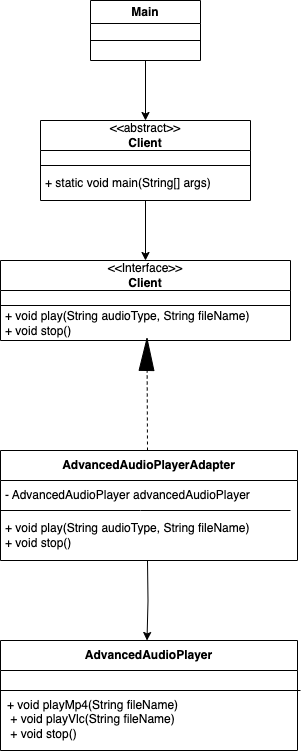 Main
<<abstract>>
Client
+ static void main(String[] args)
<<Interface>>
Client
+ void play(String audioType, String fileName)
+ void stop()
AdvancedAudioPlayerAdapter
- AdvancedAudioPlayer advancedAudioPlayer
+ void play(String audioType, String fileName)
+ void stop()
AdvancedAudioPlayer
+ void playMp4(String fileName)
+ void playVlc(String fileName)
+ void stop()